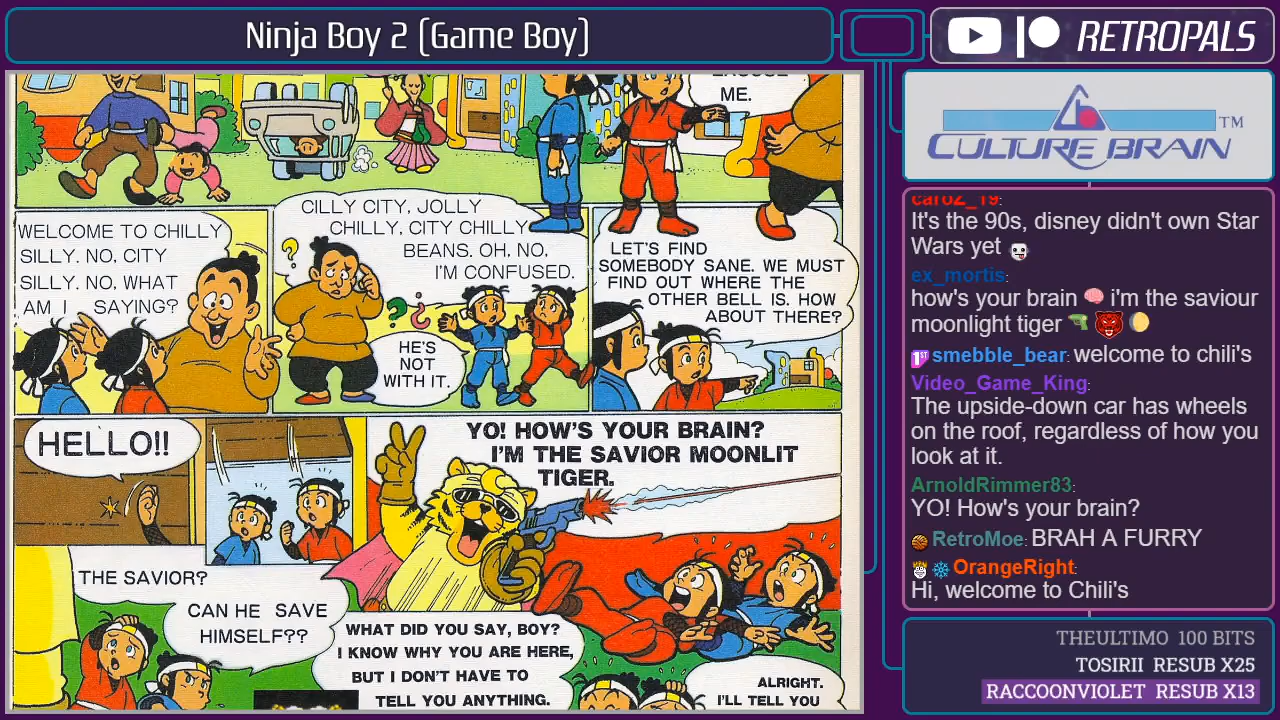 Ninja Boy 2 (Game Boy)
RETROPALS
ME.
WELCOME TO CHILLY
SILLY. NO, CITY
SILLY. NO, WHAT
AM I SAYING?
CILLY CITY, JOLLY
CHILLY, CITY CHILLY
BEANS. OH, NO,
I'M CONFUSED.
HE'S
NOT
WITH IT.
LET'S FIND
SOMEBODY SANE. WE MUST
FIND OUT WHERE THE
OTHER BELL IS. HOW
ABOUT THERE?
HELLO!!
YO! HOW'S YOUR BRAIN?
I'M THE SAVIOR MOONLIT
TIGER.
THE SAVIOR?
CAN HE SAVE
HIMSELF??
WHAT DID YOU SAY, BOY?
I KNOW WHY YOU ARE HERE,
BUT I DON'T HAVE TO
TELL YOU ANYTHING.
ALRIGHT.
I'LL TELL YOU
CULTURE BRAIN TM
caroz_19:
It's the 90s, disney didn't own Star
Wars yet
ex_mortis:
how's your brain i'm the saviour
moonlight tiger
1ST smebble_bear: welcome to chili's
Video_Game_King:
The upside-down car has wheels
on the roof, regardless of how you
look at it.
ArnoldRimmer83:
YO! How's your brain?
RetroMoe: BRAH A FURRY
OrangeRight:
Hi, welcome to Chili's
THEULTIMO 100 BITS
TOSIRII RESUB X25
RACCOONVIOLET RESUB X13